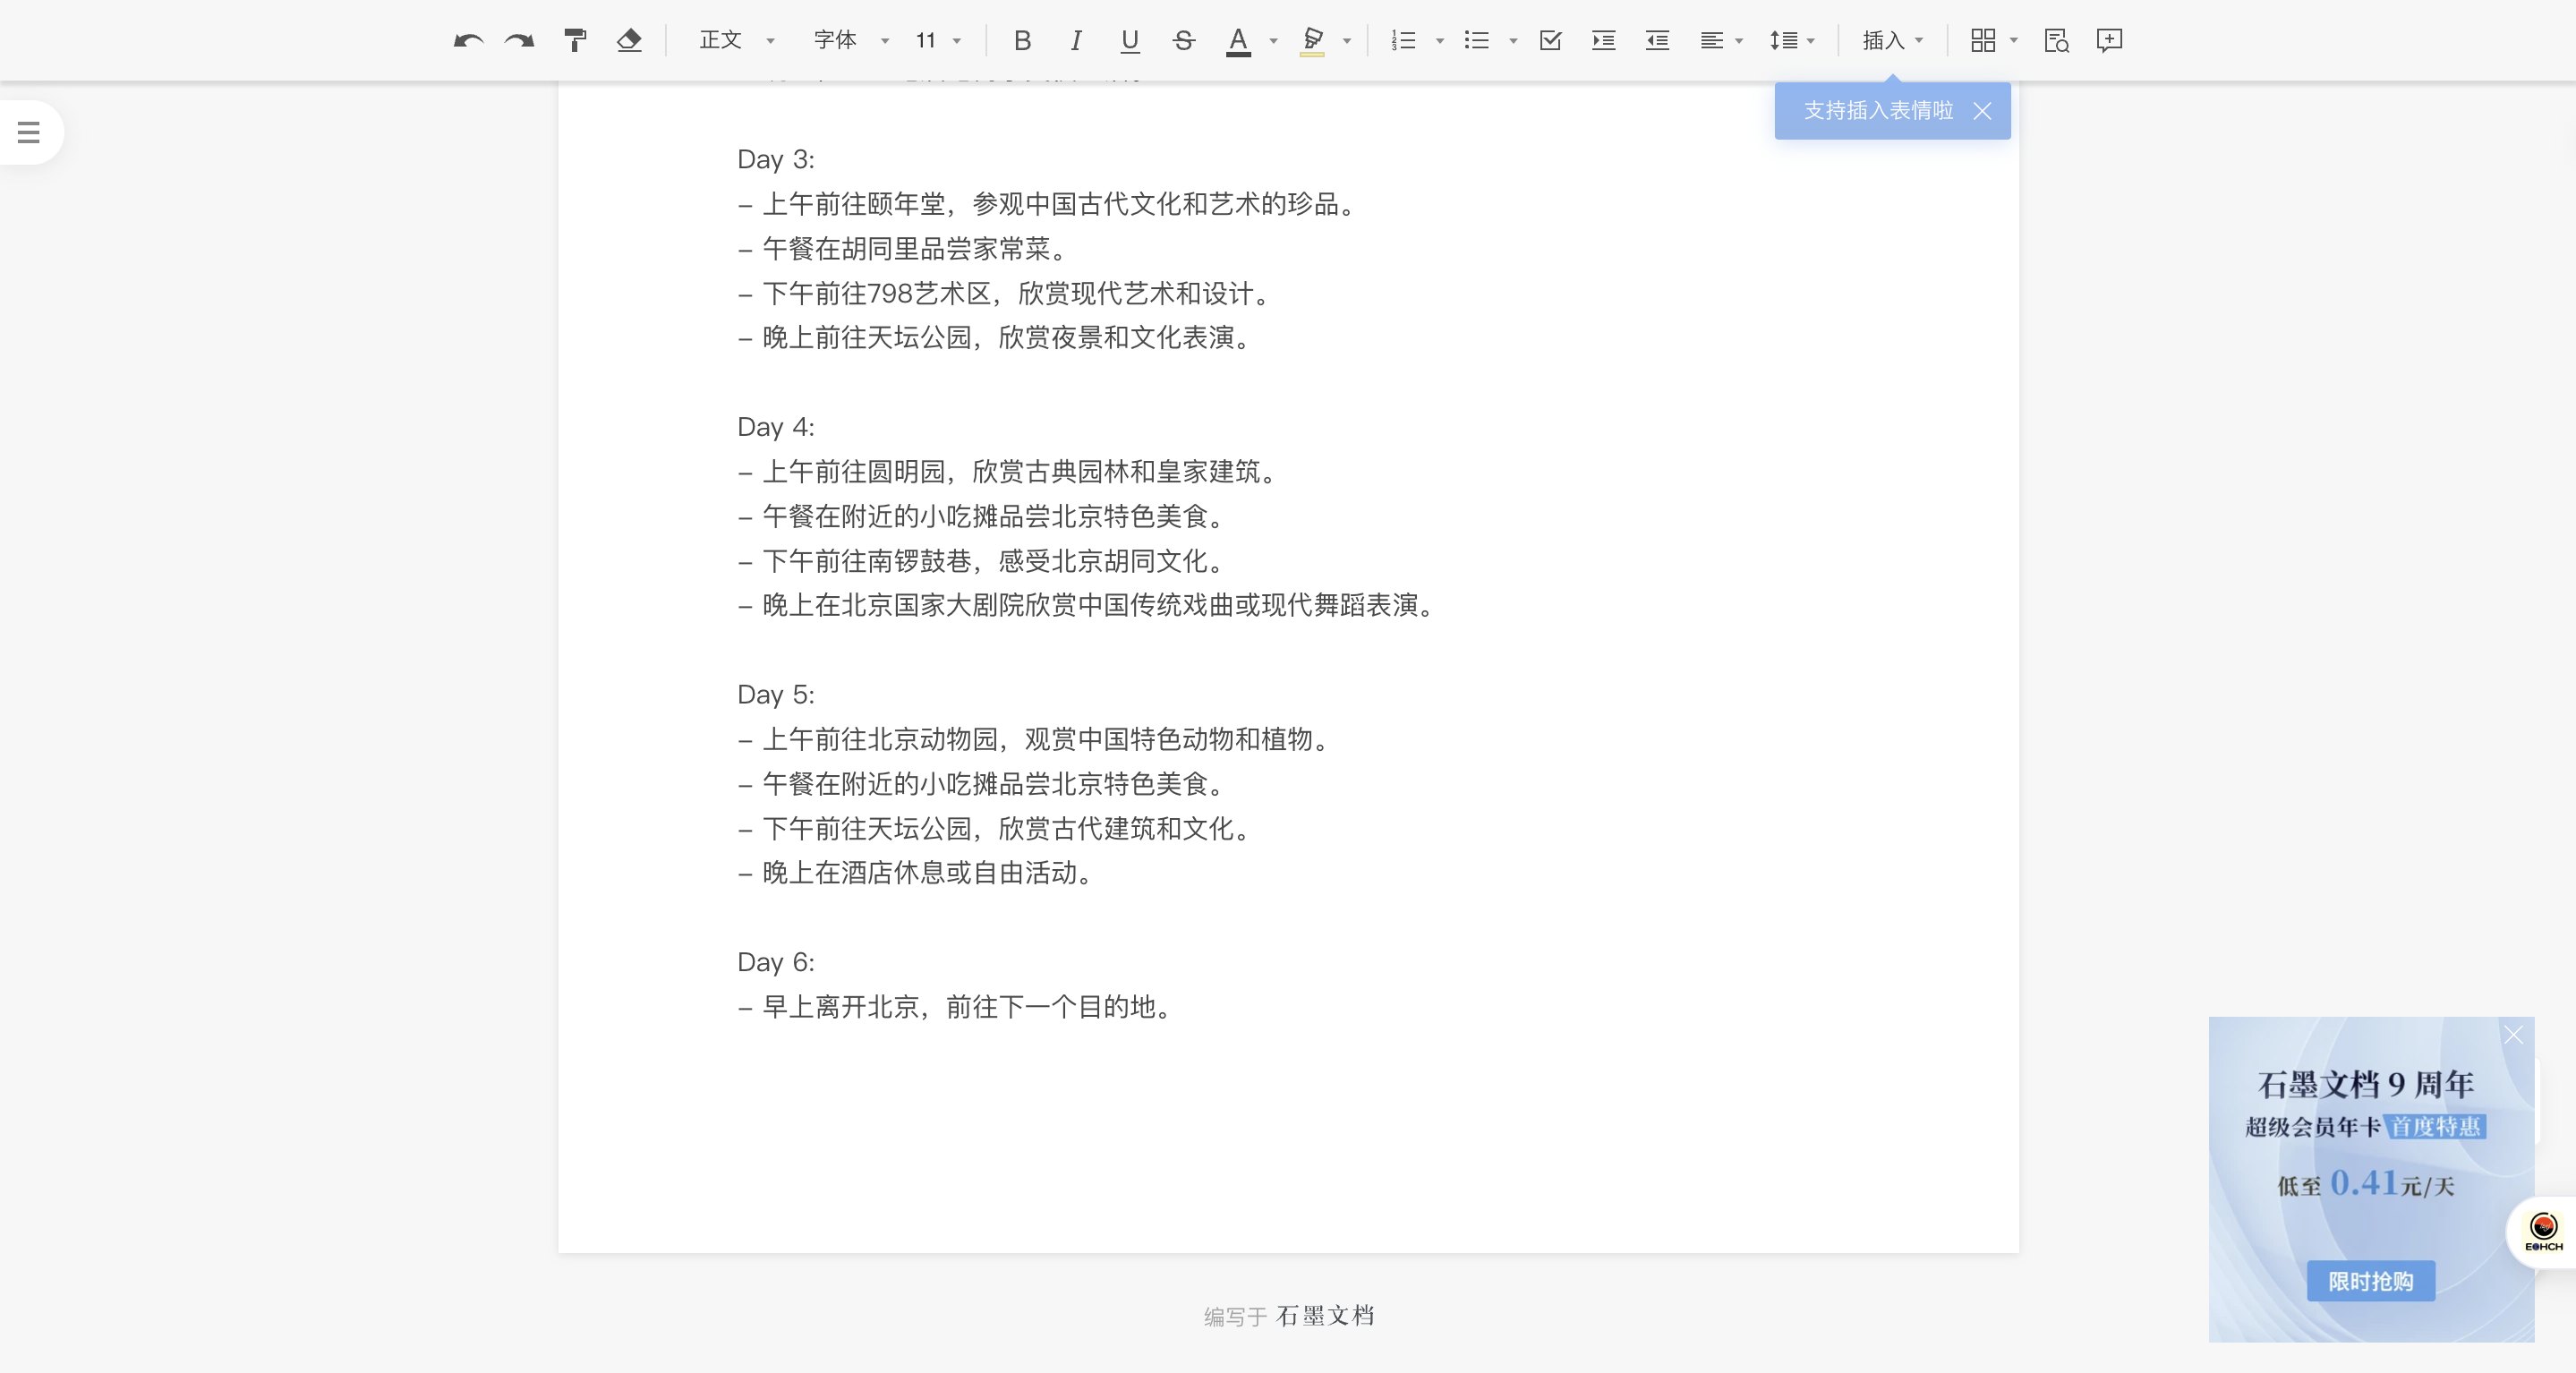 正文 字体 11 B I U S A 插入
支持插入表情啦
Day 3:
– 上午前往颐年堂，参观中国古代文化和艺术的珍品。
– 午餐在胡同里品尝家常菜。
– 下午前往798艺术区，欣赏现代艺术和设计。
– 晚上前往天坛公园，欣赏夜景和文化表演。
Day 4:
– 上午前往圆明园，欣赏古典园林和皇家建筑。
– 午餐在附近的小吃摊品尝北京特色美食。
– 下午前往南锣鼓巷，感受北京胡同文化。
– 晚上在北京国家大剧院欣赏中国传统戏曲或现代舞蹈表演。
Day 5:
– 上午前往北京动物园，观赏中国特色动物和植物。
– 午餐在附近的小吃摊品尝北京特色美食。
– 下午前往天坛公园，欣赏古代建筑和文化。
– 晚上在酒店休息或自由活动。
Day 6:
– 早上离开北京，前往下一个目的地。
石墨文档 9 周年
超级会员年卡 首度特惠
低至 0.41元/天
限时抢购
编写于 石墨文档